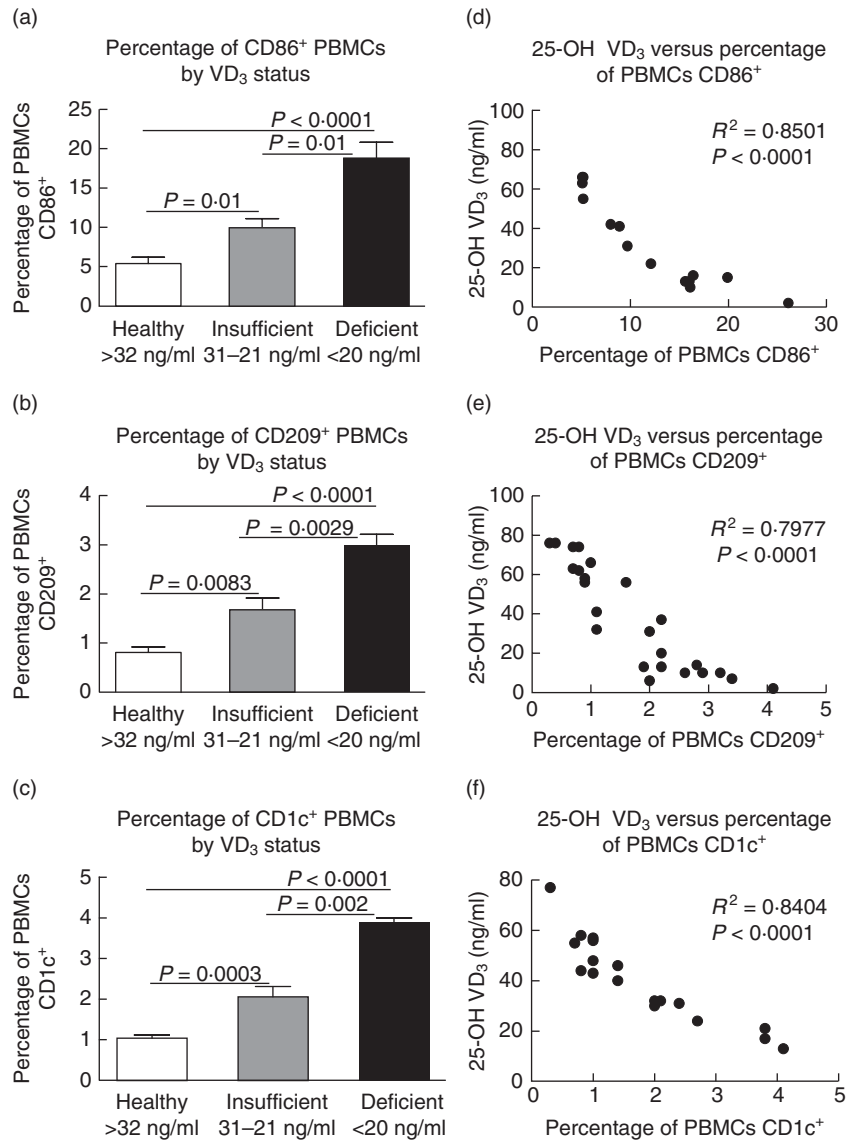 (a)
Percentage of CD86⁺ PBMCs
by VD₃ status
Percentage of PBMCs
CD86⁺
25
20
15
10
5
0
P < 0·0001
P = 0·01
P = 0·01
Healthy Insufficient Deficient
>32 ng/ml 31–21 ng/ml <20 ng/ml
(d)
25-OH VD₃ versus percentage
of PBMCs CD86⁺
25-OH VD₃ (ng/ml)
100
80
60
40
20
0
R² = 0·8501
P < 0·0001
0 10 20 30
Percentage of PBMCs CD86⁺
(b)
Percentage of CD209⁺ PBMCs
by VD₃ status
Percentage of PBMCs
CD209⁺
4
3
2
1
0
P < 0·0001
P = 0·0029
P = 0·0083
Healthy Insufficient Deficient
>32 ng/ml 31–21 ng/ml <20 ng/ml
(e)
25-OH VD₃ versus percentage
of PBMCs CD209⁺
25-OH VD₃ (ng/ml)
100
80
60
40
20
0
R² = 0·7977
P < 0·0001
0 1 2 3 4 5
Percentage of PBMCs CD209⁺
(c)
Percentage of CD1c⁺ PBMCs
by VD₃ status
Percentage of PBMCs
CD1c⁺
5
4
3
2
1
0
P < 0·0001
P = 0·002
P = 0·0003
Healthy Insufficient Deficient
>32 ng/ml 31–21 ng/ml <20 ng/ml
(f)
25-OH VD₃ versus percentage
of PBMCs CD1c⁺
25-OH VD₃ (ng/ml)
80
60
40
20
0
R² = 0·8404
P < 0·0001
0 1 2 3 4 5
Percentage of PBMCs CD1c⁺